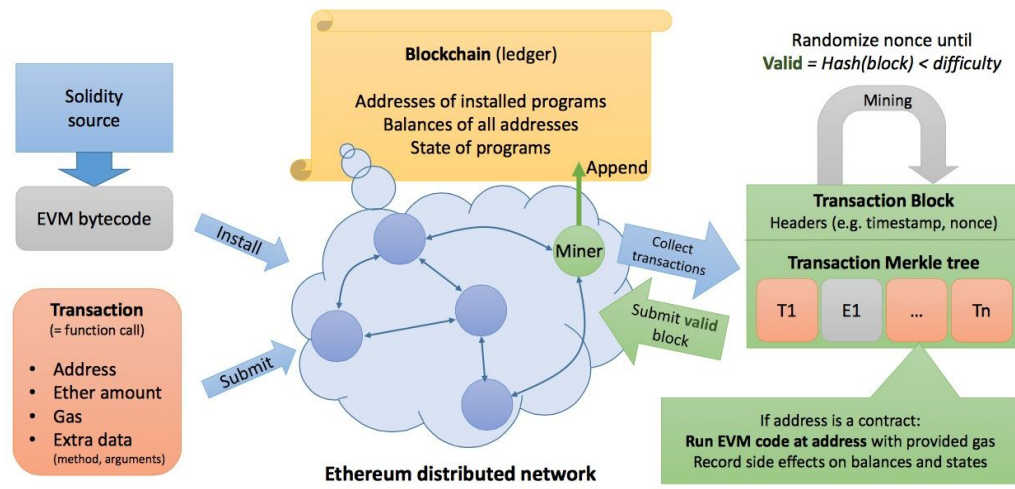 Solidity
source
EVM bytecode
Transaction
(= function call)
• Address
• Ether amount
• Gas
• Extra data
(method, arguments)
Install
Submit
Blockchain (ledger)
Addresses of installed programs
Balances of all addresses
State of programs
Append
Miner
Ethereum distributed network
Collect
transactions
Submit valid
block
Randomize nonce until
Valid = Hash(block) < difficulty
Mining
Transaction Block
Headers (e.g. timestamp, nonce)
Transaction Merkle tree
T1 E1 ... Tn
If address is a contract:
Run EVM code at address with provided gas
Record side effects on balances and states